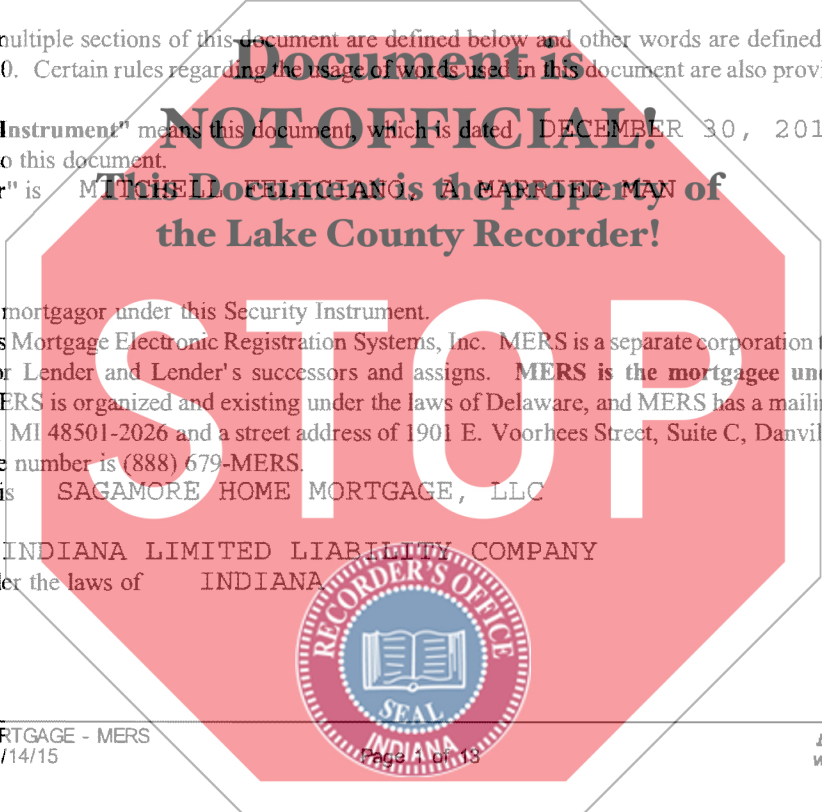 multiple sections of this document are defined below and other words are defined
Document is
0. Certain rules regarding the usage of words used in this document are also provi
NOT OFFICIAL!
Instrument" means this document, which is dated DECEMBER 30, 201
o this document.
r" is MITCHELL FELICIANO, A MARRIED MAN
This Document is the property of
the Lake County Recorder!
mortgagor under this Security Instrument.
s Mortgage Electronic Registration Systems, Inc. MERS is a separate corporation t
or Lender and Lender's successors and assigns. MERS is the mortgagee und
ERS is organized and existing under the laws of Delaware, and MERS has a mailin
MI 48501-2026 and a street address of 1901 E. Voorhees Street, Suite C, Danvil
e number is (888) 679-MERS.
STOP
is SAGAMORE HOME MORTGAGE, LLC
INDIANA LIMITED LIABILITY COMPANY
er the laws of INDIANA
RECORDER'S OFFICE
SEAL
INDIANA
RTGAGE - MERS
/14/15
Page 1 of 13